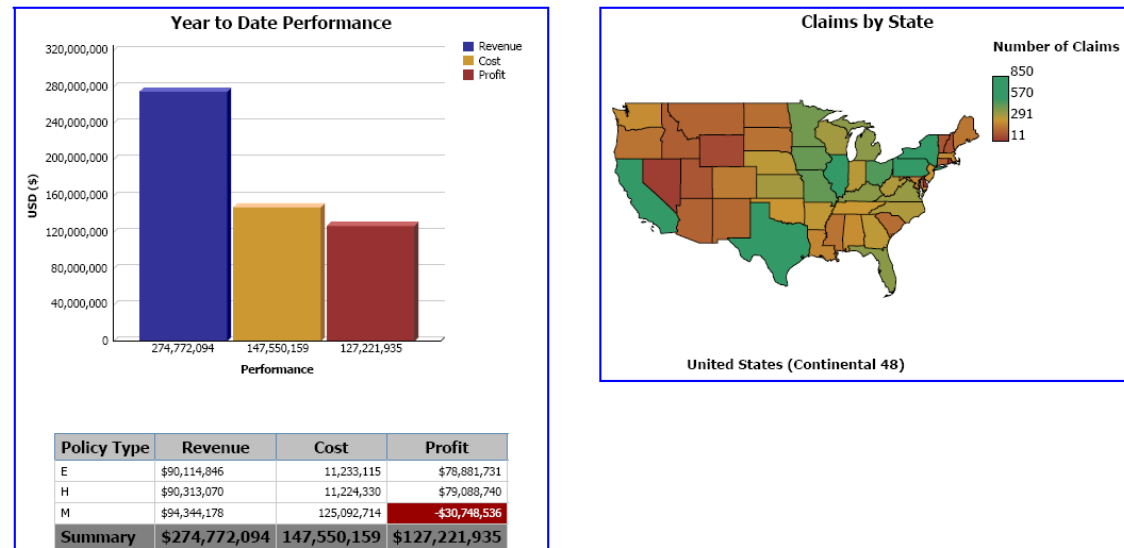 Year to Date Performance
320,000,000
280,000,000
240,000,000
200,000,000
160,000,000
120,000,000
80,000,000
40,000,000
0
USD ($)
274,772,094 147,550,159 127,221,935
Performance
Revenue
Cost
Profit
Policy Type Revenue Cost Profit
E $90,114,846 11,233,115 $78,881,731
H $90,313,070 11,224,330 $79,088,740
M $94,344,178 125,092,714 -$30,748,536
Summary $274,772,094 147,550,159 $127,221,935
Claims by State
Number of Claims
850
570
291
11
United States (Continental 48)